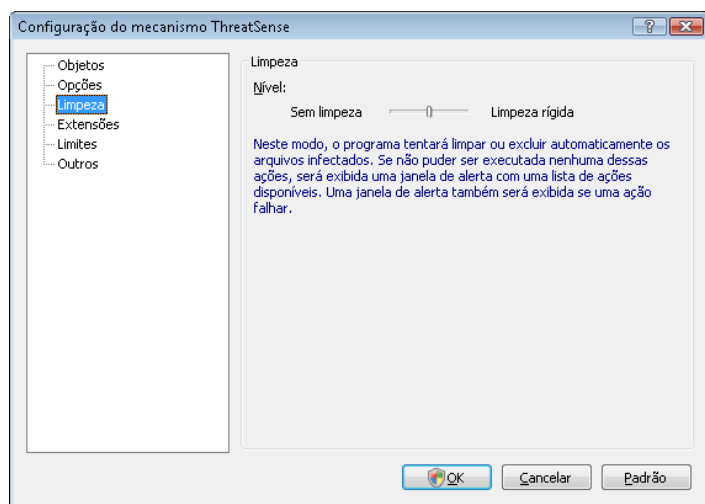 Configuração do mecanismo ThreatSense
Objetos
Opções
Limpeza
Extensões
Limites
Outros
Limpeza
Nível:
Sem limpeza Limpeza rígida
Neste modo, o programa tentará limpar ou excluir automaticamente os
arquivos infectados. Se não puder ser executada nenhuma dessas
ações, será exibida uma janela de alerta com uma lista de ações
disponíveis. Uma janela de alerta também será exibida se uma ação
falhar.
OK Cancelar Padrão